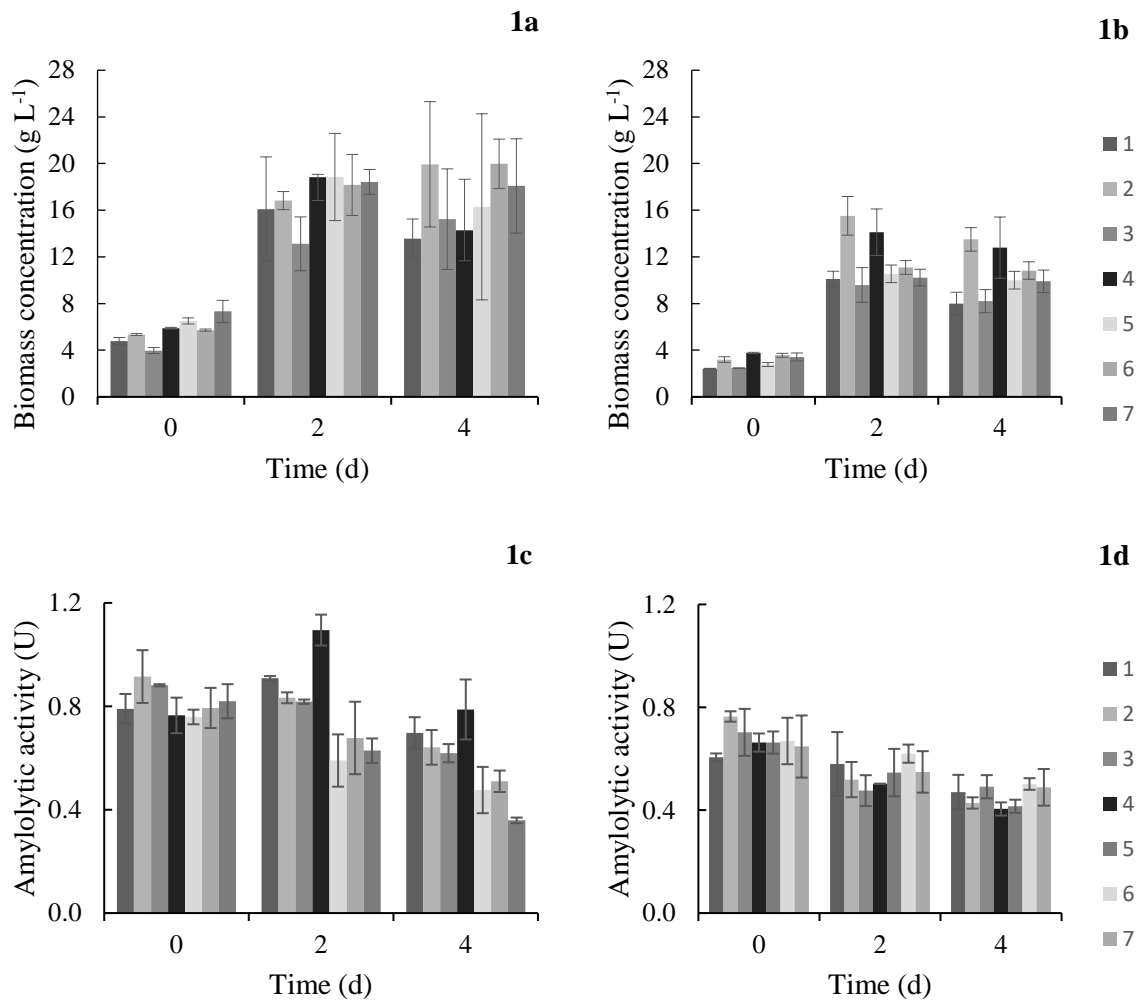 1a
Biomass concentration (g L⁻¹)
28
24
20
16
12
8
4
0
0 2 4
Time (d)
1b
Biomass concentration (g L⁻¹)
28
24
20
16
12
8
4
0
0 2 4
Time (d)
1
2
3
4
5
6
7
1c
Amylolytic activity (U)
1.2
0.8
0.4
0.0
0 2 4
Time (d)
1d
Amylolytic activity (U)
1.2
0.8
0.4
0.0
0 2 4
Time (d)
1
2
3
4
5
6
7